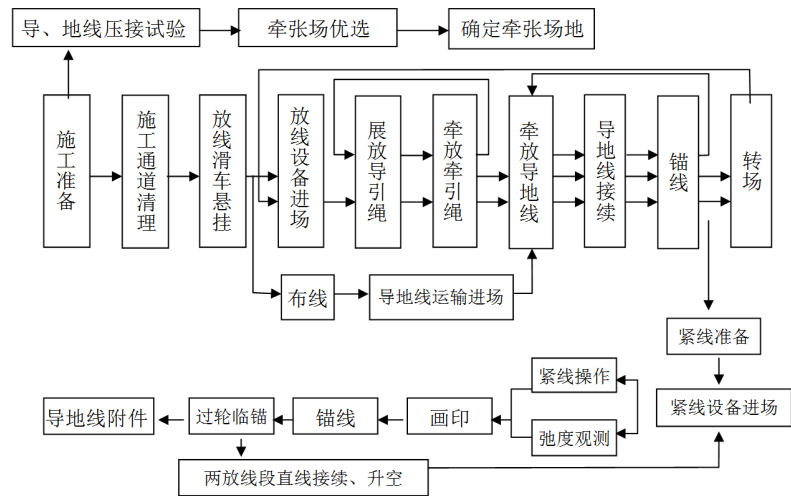 导、地线压接试验
牵张场优选
确定牵张场地
施工准备
施工通道清理
放线滑车悬挂
放线设备进场
展放导引绳
牵放牵引绳
牵放导地线
导地线接续
锚线
转场
布线
导地线运输进场
紧线准备
紧线操作
导地线附件
过轮临锚
锚线
画印
紧线设备进场
弛度观测
两放线段直线接续、升空